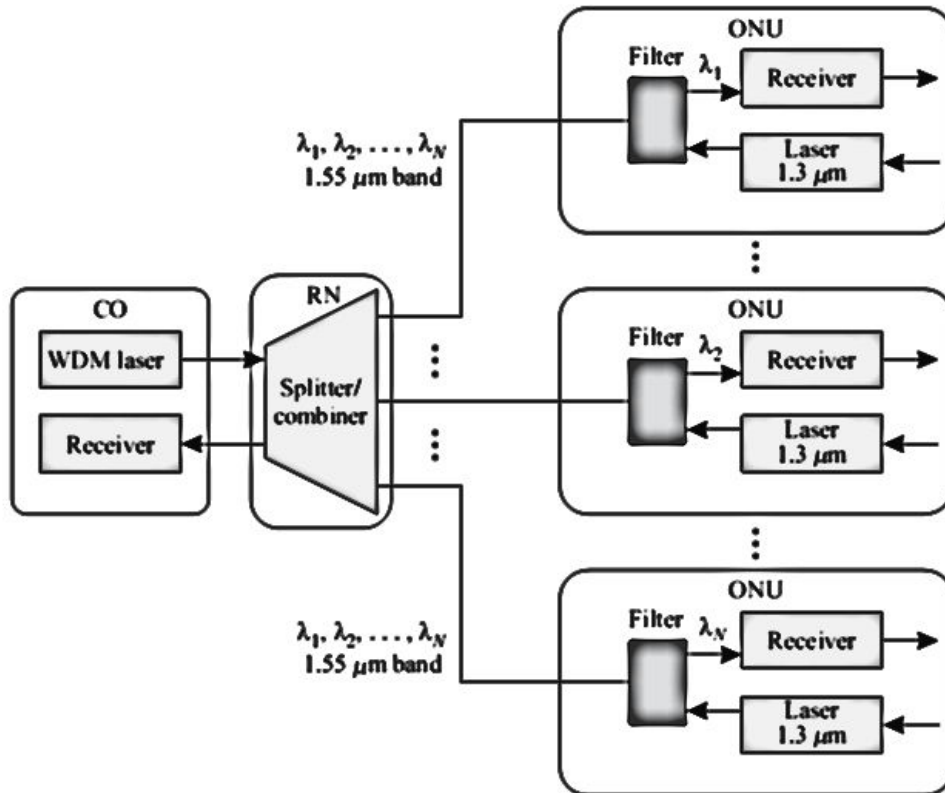 ONU
Filter
λ1
Receiver
Laser
1.3 μm
λ1, λ2, . . . , λN
1.55 μm band
CO
WDM laser
Receiver
RN
Splitter/
combiner
ONU
Filter
λ2
Receiver
Laser
1.3 μm
λ1, λ2, . . . , λN
1.55 μm band
ONU
Filter
λN
Receiver
Laser
1.3 μm